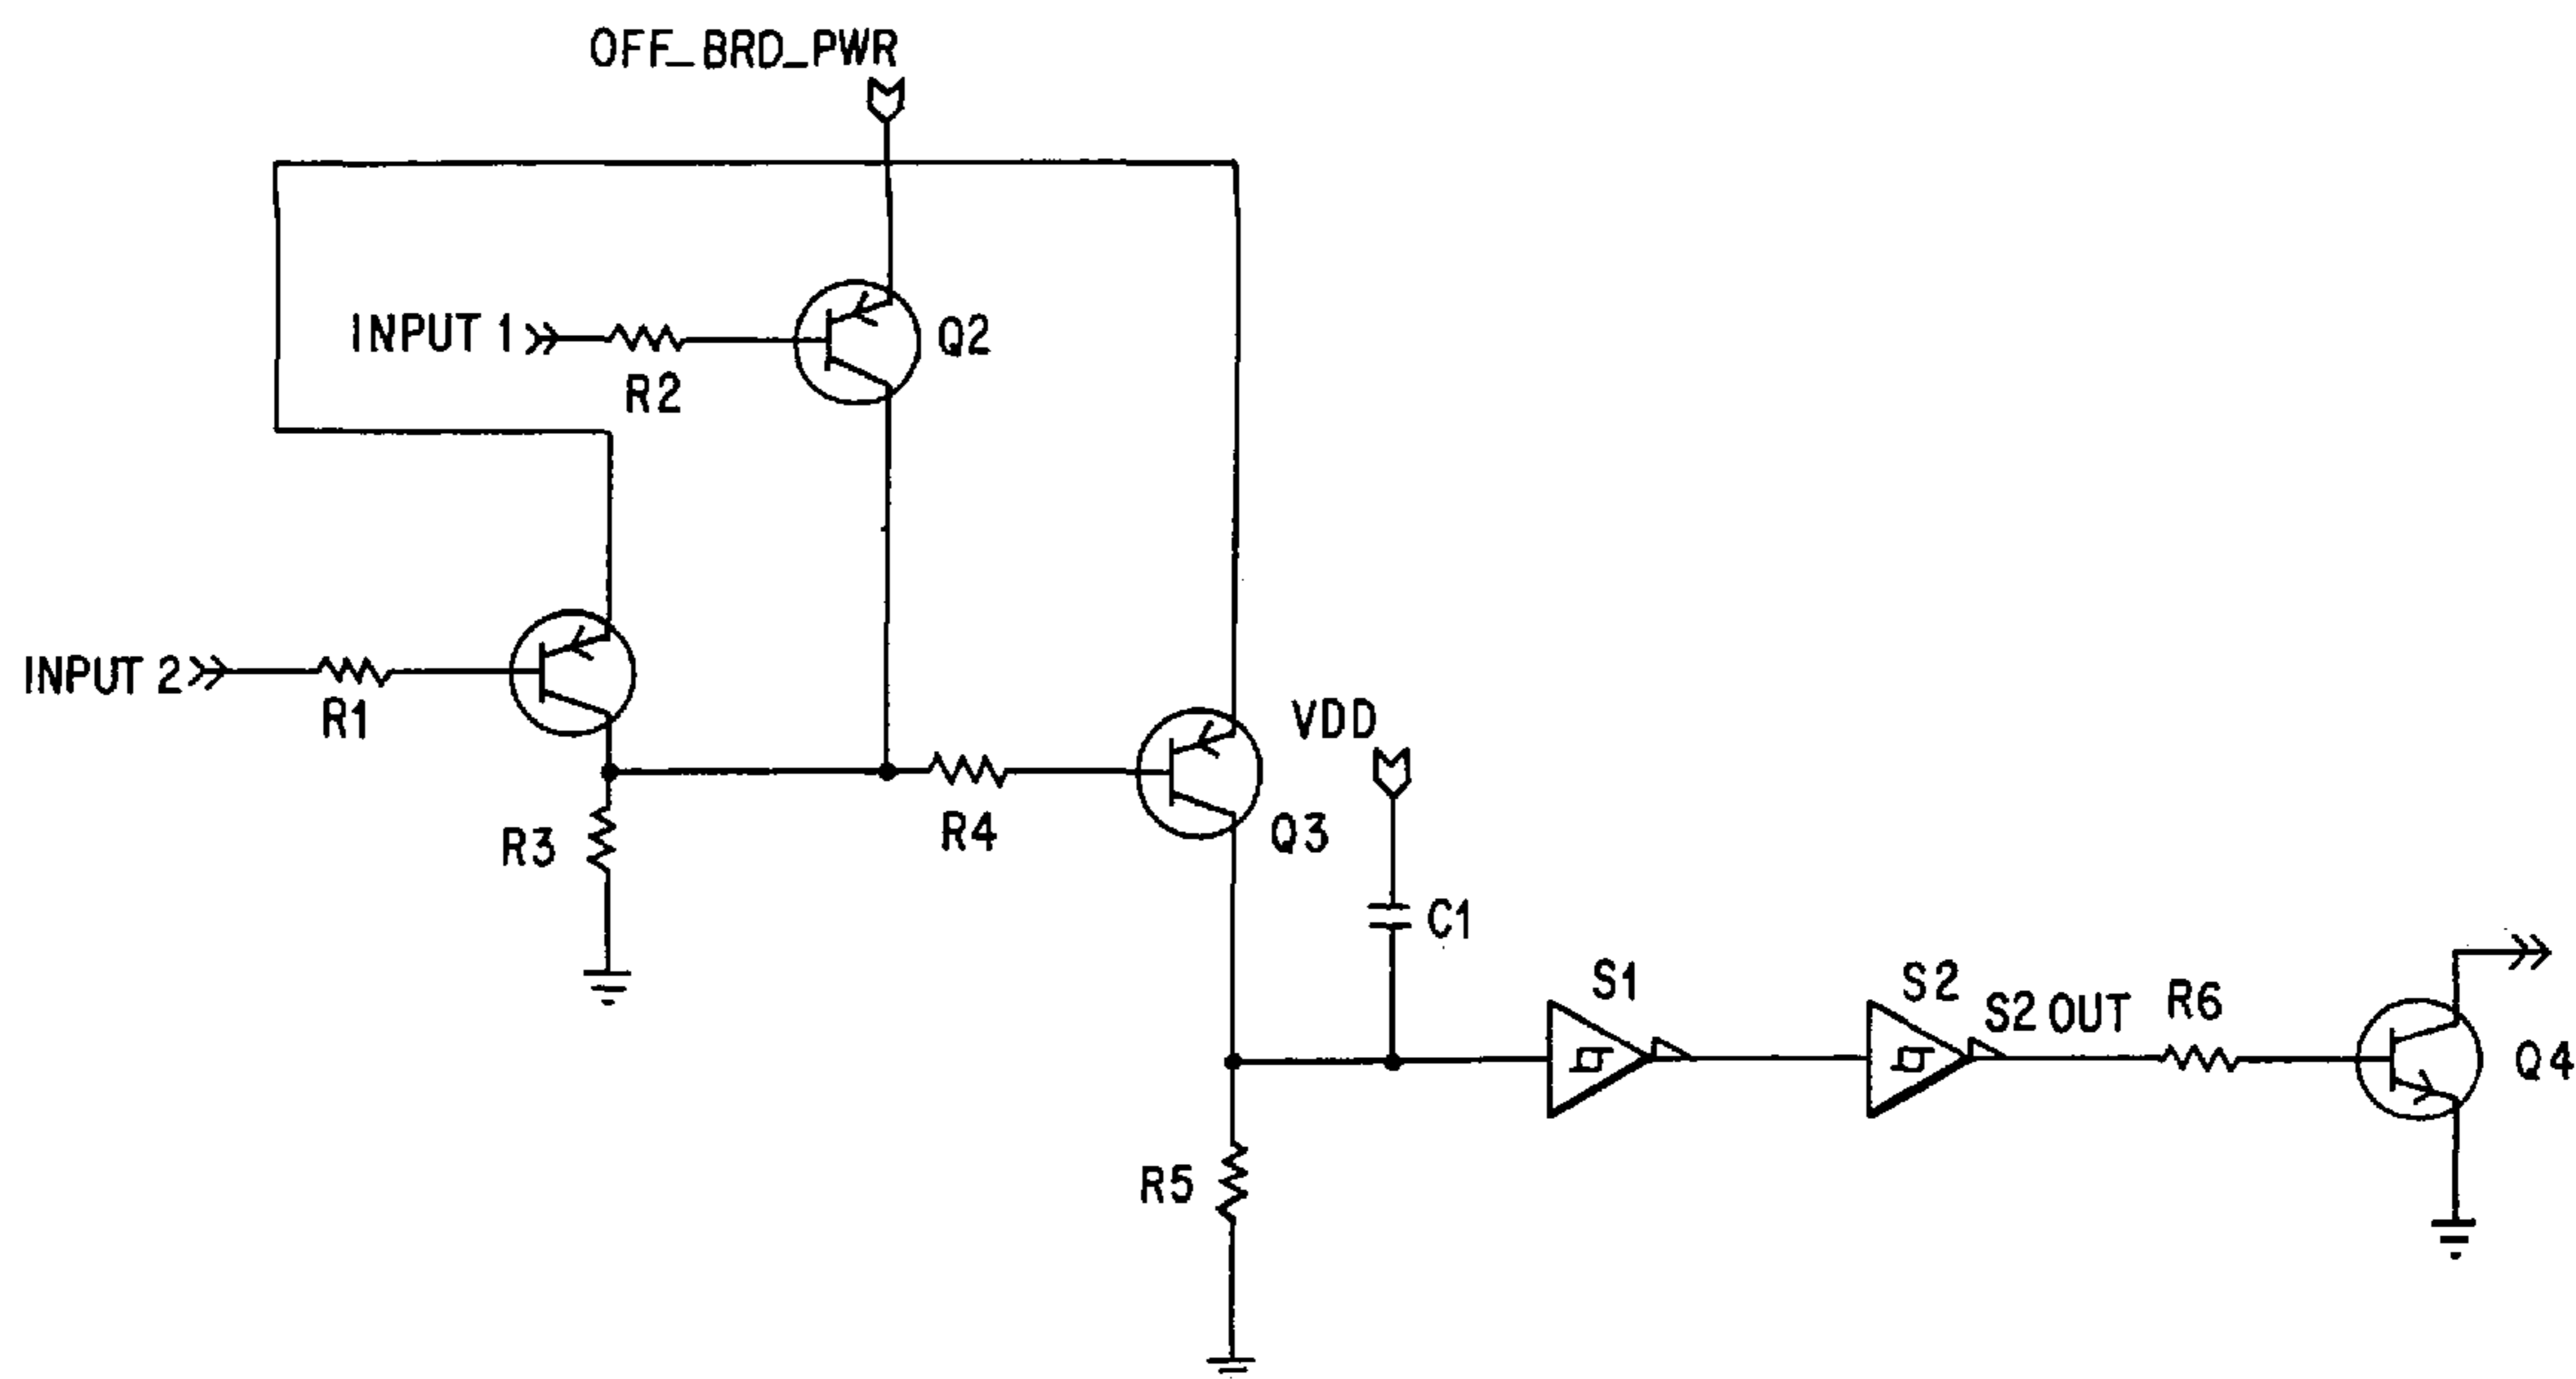 OFF_BRD_PWR
INPUT 1
R2
Q2
INPUT 2
R1
R3
R4
Q3
VDD
C1
R5
S1
S2
S2 OUT
R6
Q4